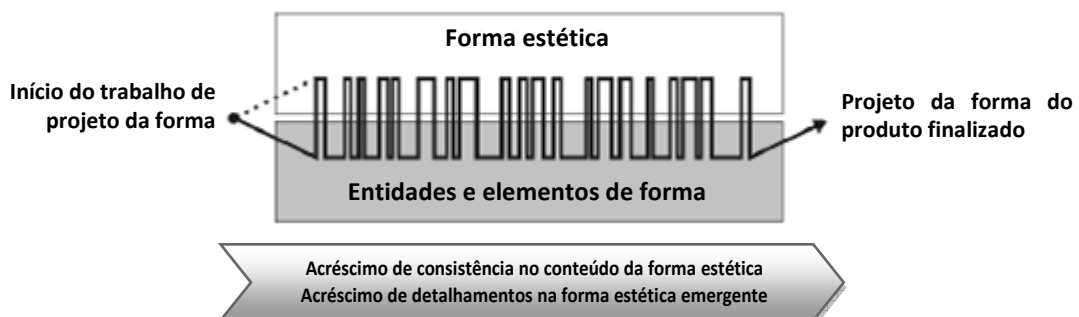 Forma estética
Início do trabalho de
projeto da forma
Projeto da forma do
produto finalizado
Entidades e elementos de forma
Acréscimo de consistência no conteúdo da forma estética
Acréscimo de detalhamentos na forma estética emergente